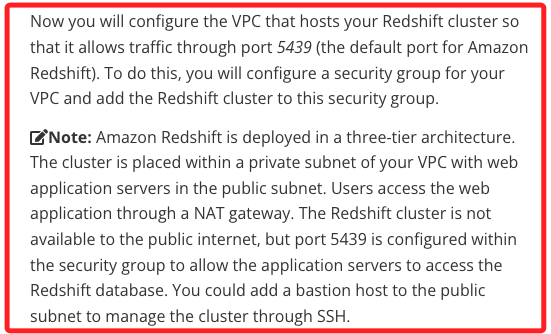 Now you will configure the VPC that hosts your Redshift cluster so
that it allows traffic through port 5439 (the default port for Amazon
Redshift). To do this, you will configure a security group for your
VPC and add the Redshift cluster to this security group.
Note: Amazon Redshift is deployed in a three-tier architecture.
The cluster is placed within a private subnet of your VPC with web
application servers in the public subnet. Users access the web
application through a NAT gateway. The Redshift cluster is not
available to the public internet, but port 5439 is configured within
the security group to allow the application servers to access the
Redshift database. You could add a bastion host to the public
subnet to manage the cluster through SSH.